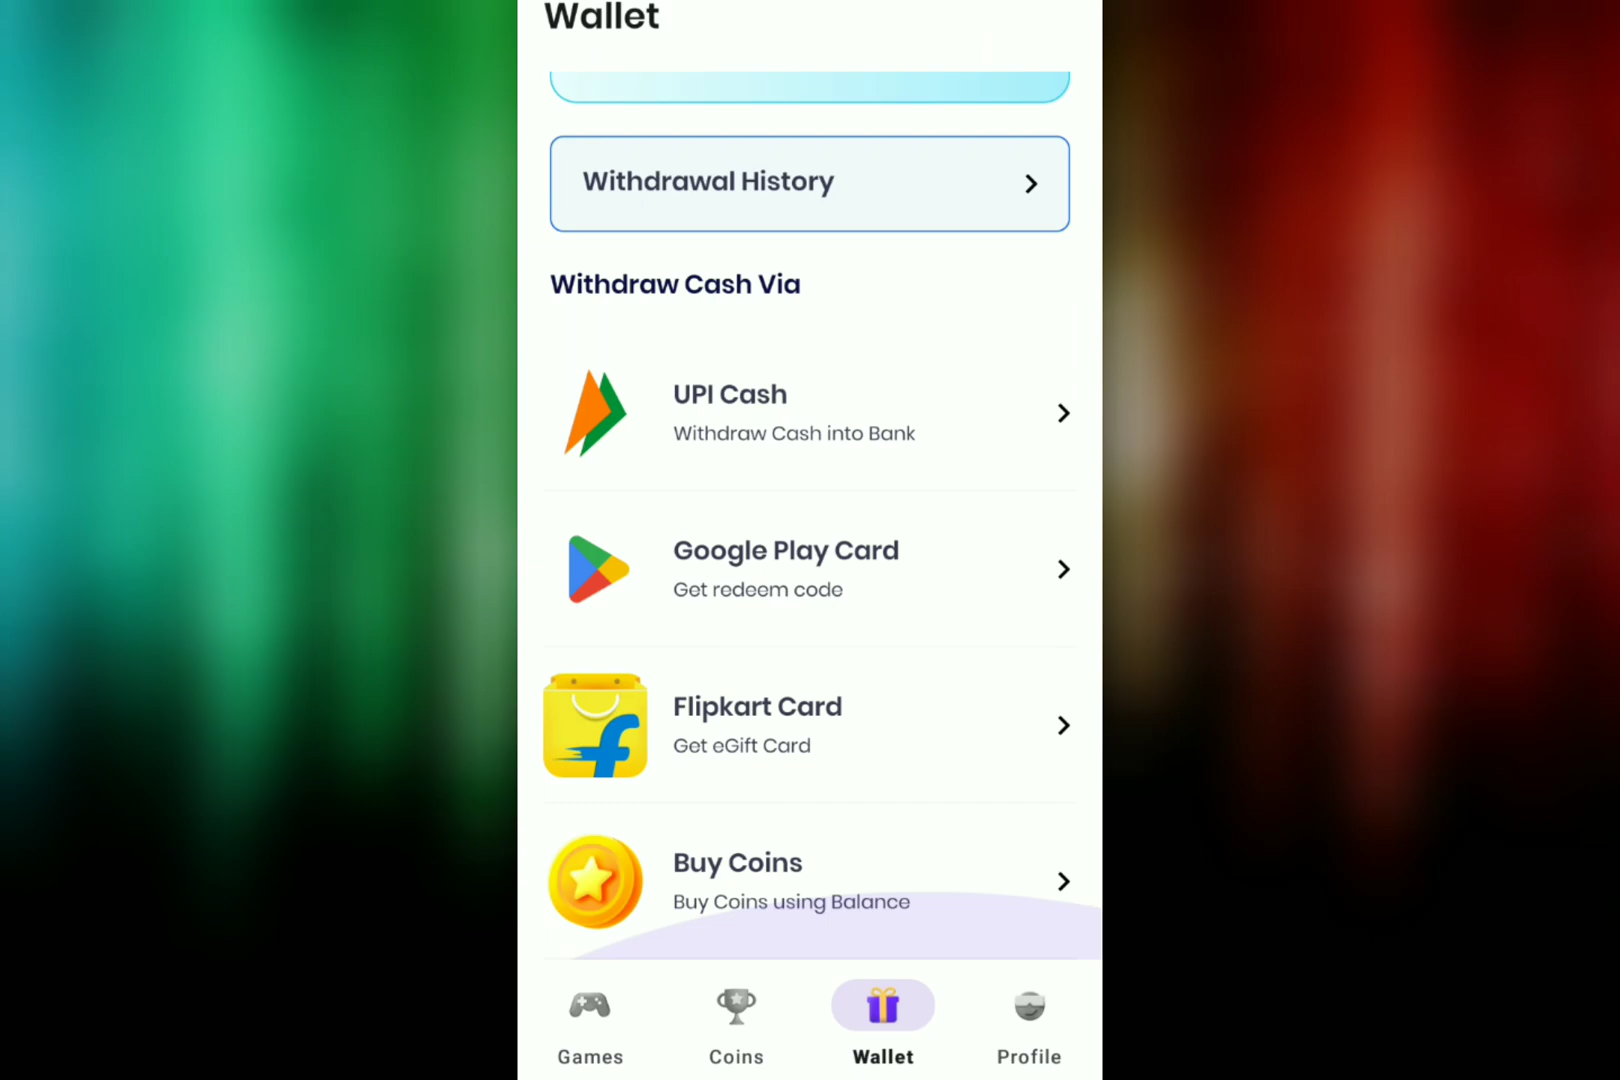 Wallet
Withdrawal History
Withdraw Cash Via
UPI Cash
Withdraw Cash into Bank
Google Play Card
Get redeem code
Flipkart Card
Get eGift Card
Buy Coins
Buy Coins using Balance
Games
Coins
Wallet
Profile